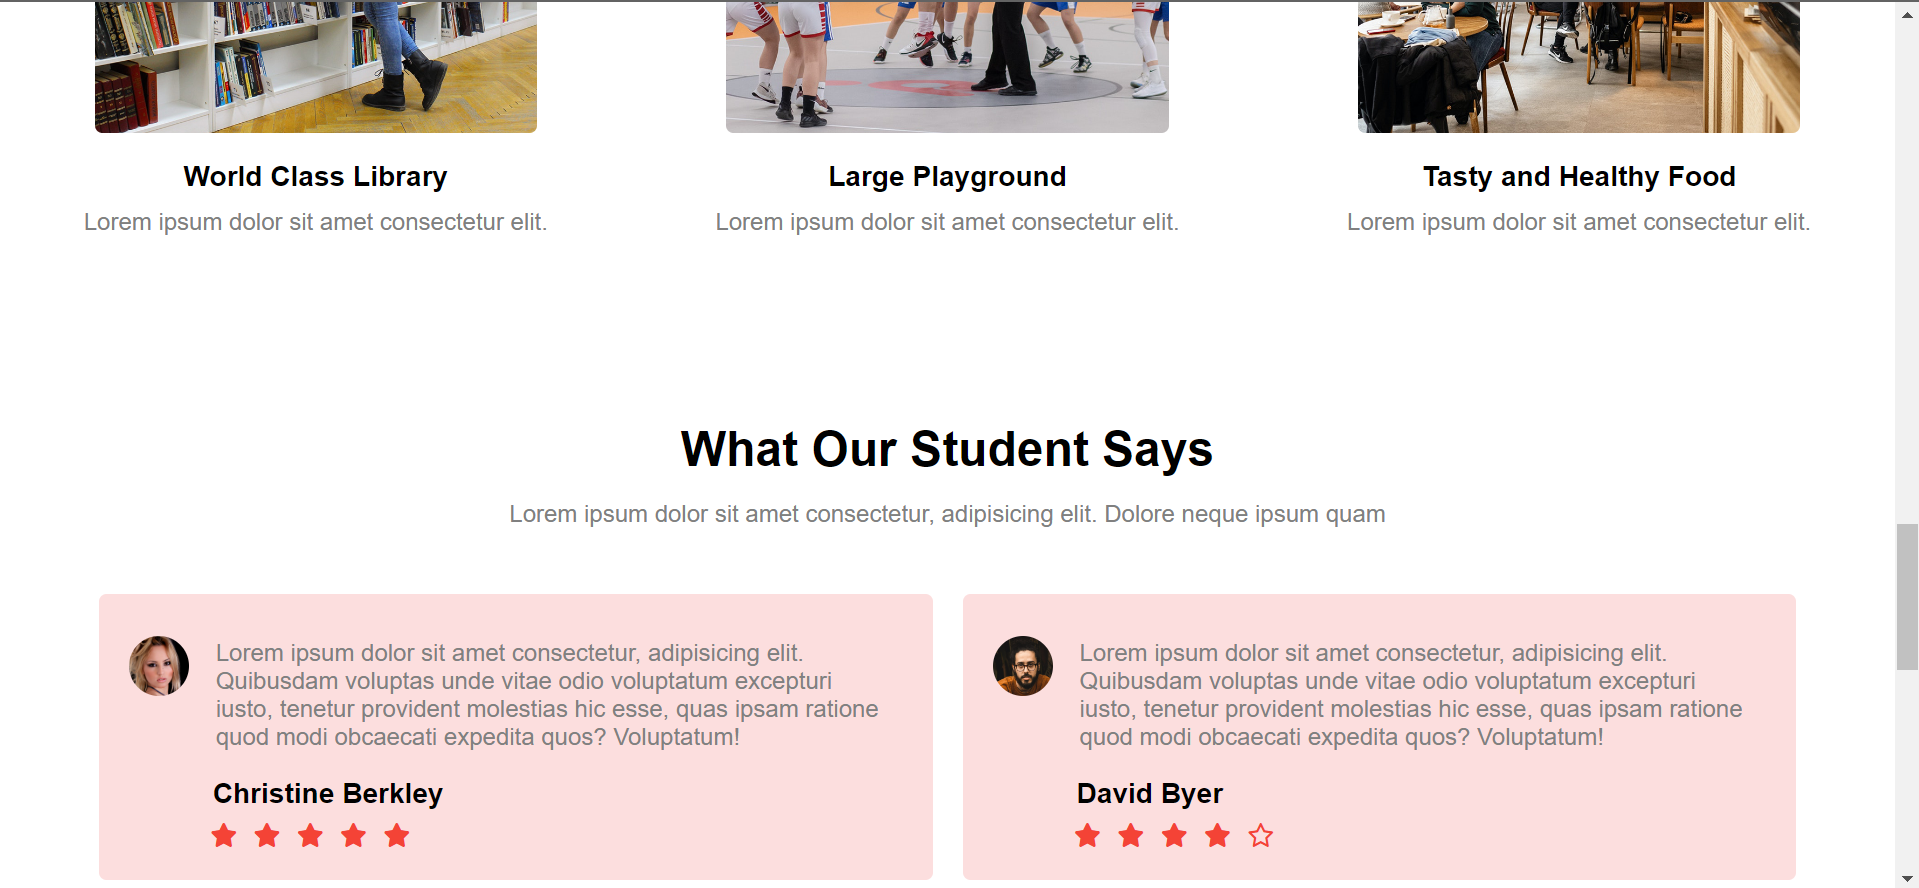 World Class Library
Lorem ipsum dolor sit amet consectetur elit.
Large Playground
Lorem ipsum dolor sit amet consectetur elit.
Tasty and Healthy Food
Lorem ipsum dolor sit amet consectetur elit.
What Our Student Says
Lorem ipsum dolor sit amet consectetur, adipisicing elit. Dolore neque ipsum quam
Lorem ipsum dolor sit amet consectetur, adipisicing elit.
Quibusdam voluptas unde vitae odio voluptatum excepturi
iusto, tenetur provident molestias hic esse, quas ipsam ratione
quod modi obcaecati expedita quos? Voluptatum!
Christine Berkley
Lorem ipsum dolor sit amet consectetur, adipisicing elit.
Quibusdam voluptas unde vitae odio voluptatum excepturi
iusto, tenetur provident molestias hic esse, quas ipsam ratione
quod modi obcaecati expedita quos? Voluptatum!
David Byer